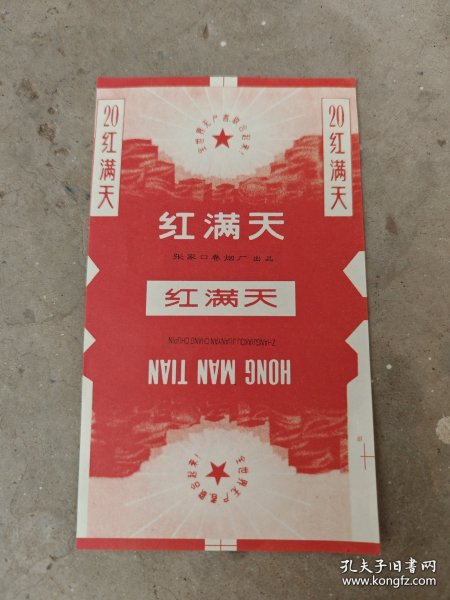 全世界无产者联合起来!
20红满天
20红满天
红满天
张家口卷烟厂出品
红满天
ZHANGJIAKOU JUANYAN CHANG CHUPIN
HONG MAN TIAN
全世界无产者联合起来!
孔夫子旧书网
www.kongfz.com